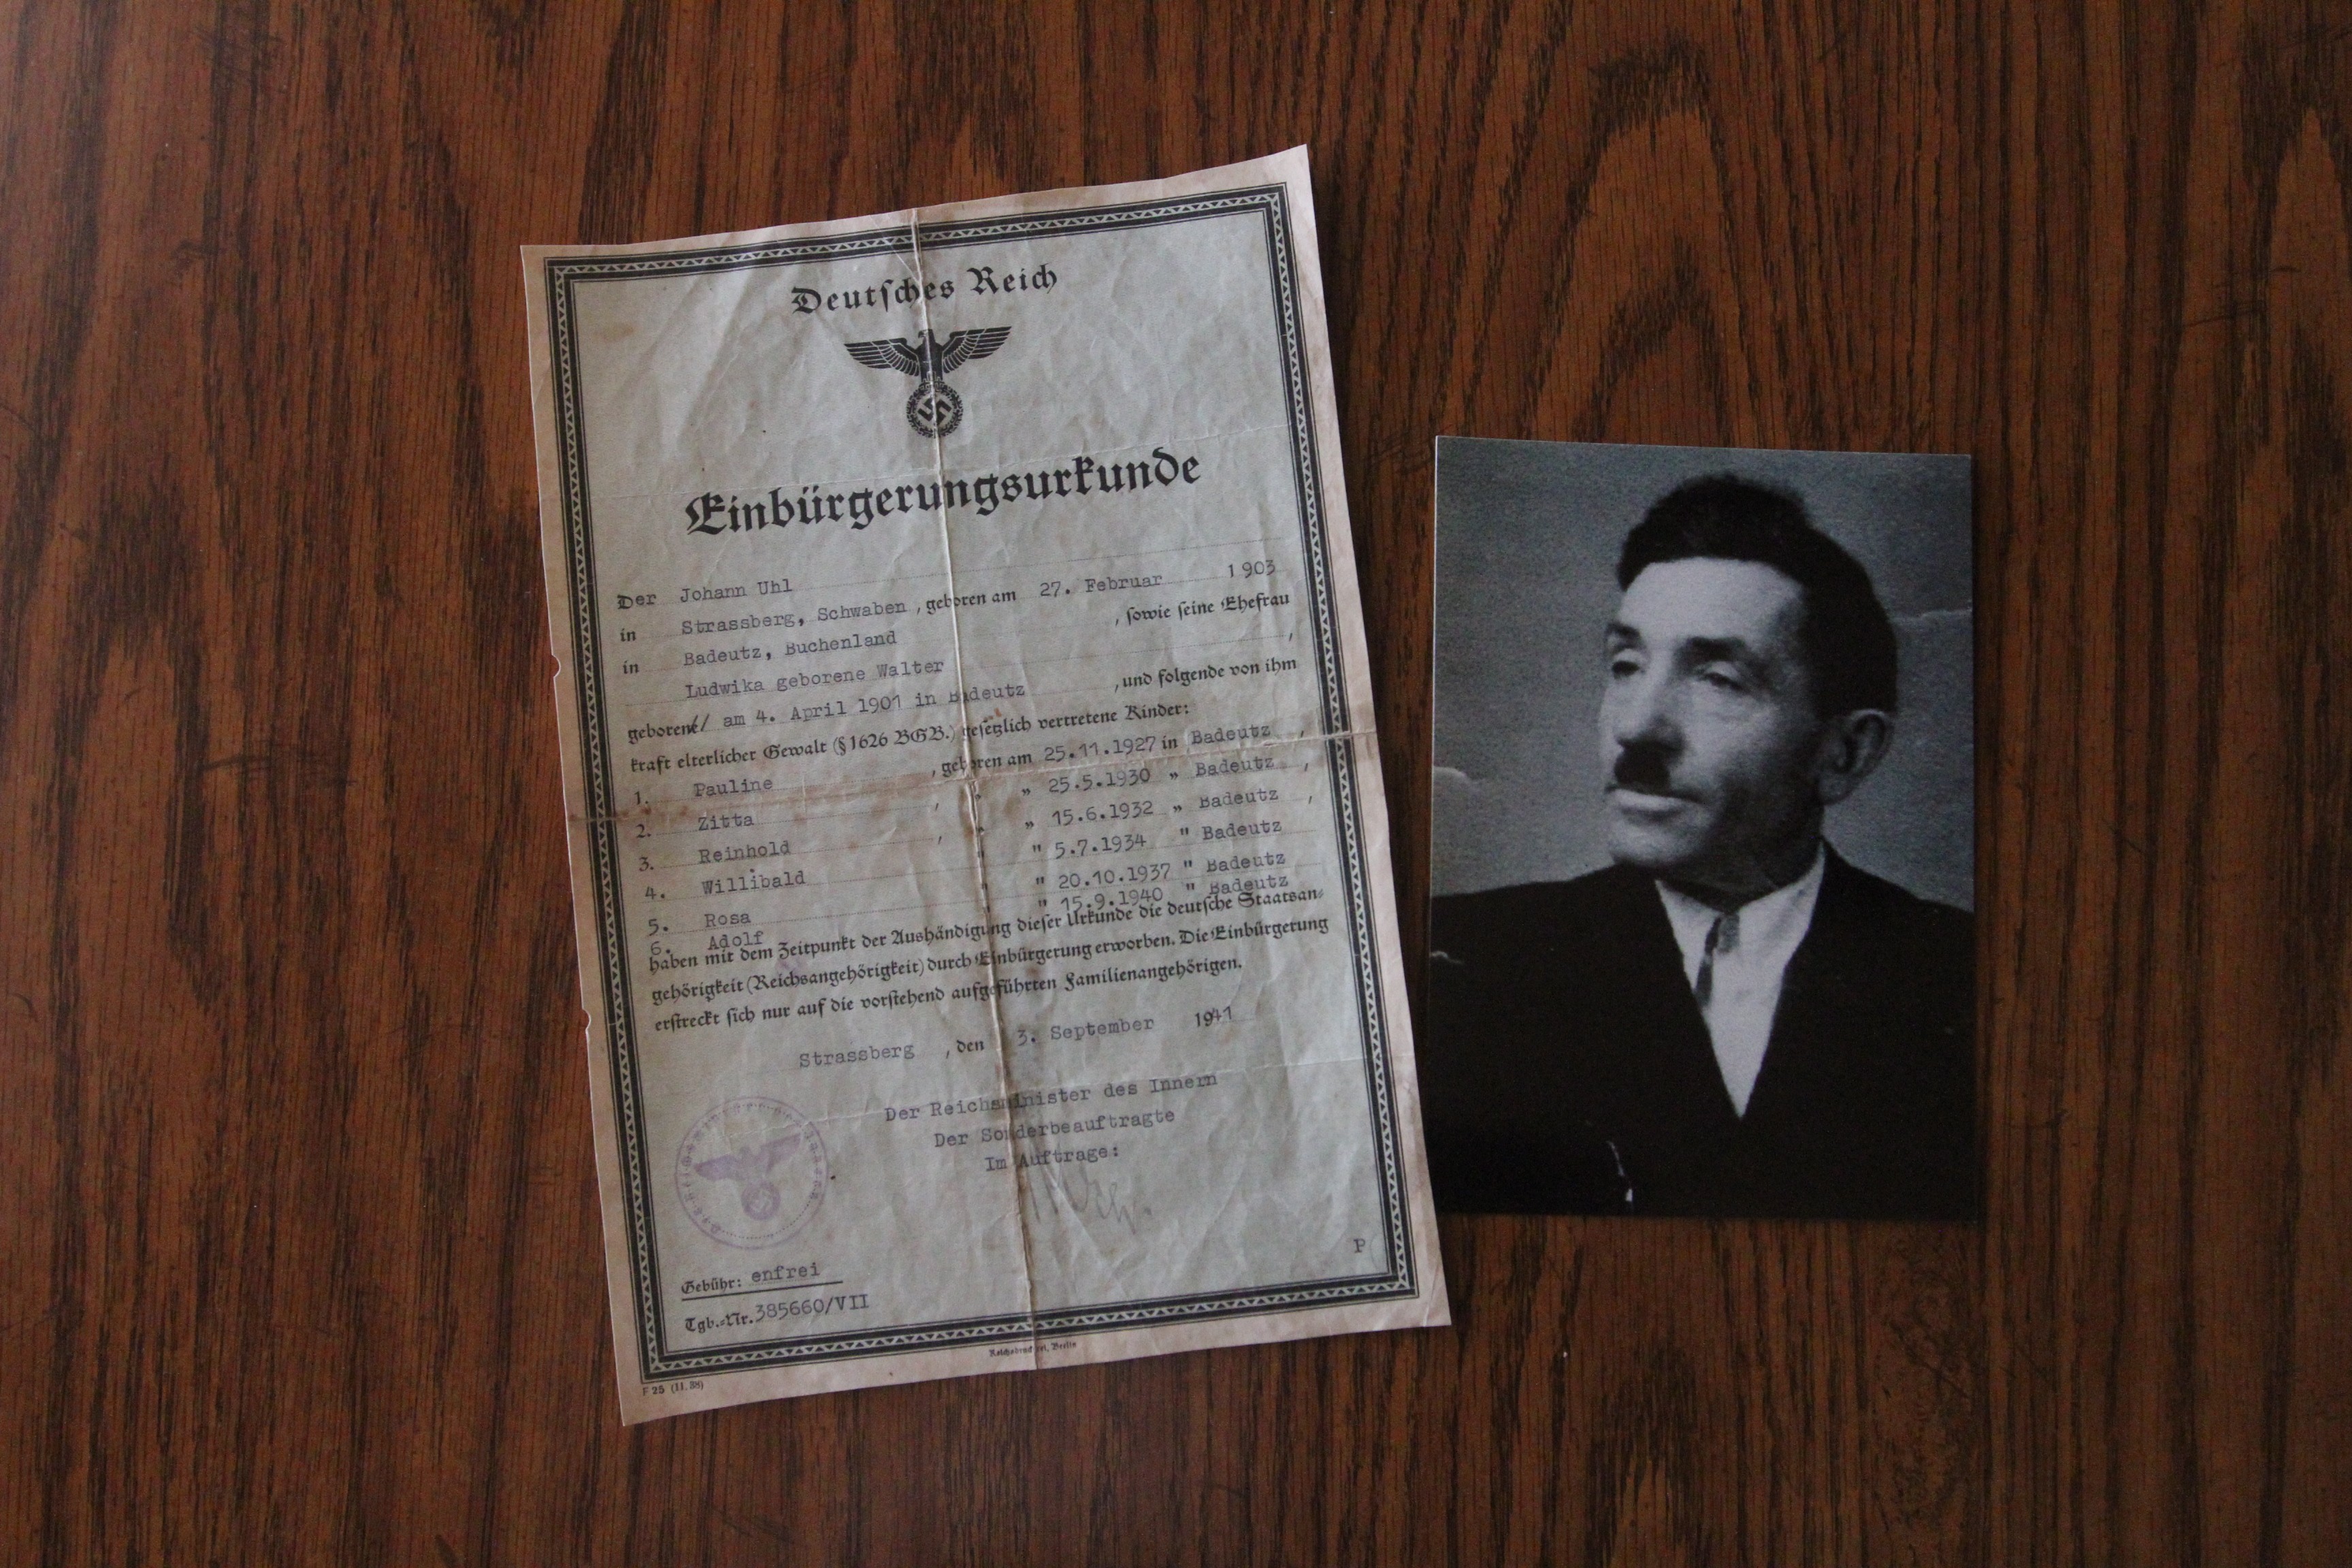 Deutsches Reich
Einbürgerungsurkunde
Der Johann Uhl
in Strassberg, Schwaben , geboren am 27. Februar 1903
in Badeutz, Buchenland , sowie seine Ehefrau
Ludwika geborene Walter ,
geborene// am 4. April 1901 in Badeutz , und folgende von ihm
kraft elterlicher Gewalt (§ 1626 BGB.) gesetzlich vertretene Kinder:
1. Pauline , geboren am 25.11.1927 in Badeutz ,
2. Zitta , „ „ 25.5.1930 „ Badeutz ,
3. Reinhold , „ „ 15.6.1932 „ Badeutz ,
4. Willibald " " 5.7.1934 " Badeutz
5. Rosa " " 20.10.1937 " Badeutz
6. Adolf " " 15.9.1940 " Badeutz
haben mit dem Zeitpunkt der Aushändigung dieser Urkunde die deutsche Staatsan-
gehörigkeit (Reichsangehörigkeit) durch Einbürgerung erworben. Die Einbürgerung
erstreckt sich nur auf die vorstehend aufgeführten Familienangehörigen.
Strassberg , den 3. September 1941
Der Reichsminister des Innern
Der Sonderbeauftragte
Im Auftrage:
P
Gebühr: enfrei
Tgb.-Nr. 385660/VII
Reichsdruckerei, Berlin
F 25 (11. 38)